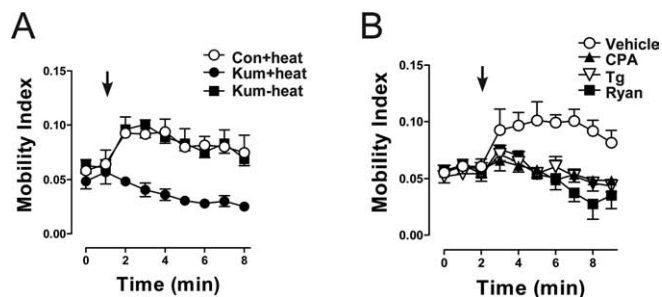 A
Con+heat
Kum+heat
Kum-heat
Mobility Index
0.15
0.10
0.05
0.00
0 2 4 6 8
Time (min)
B
Vehicle
CPA
Tg
Ryan
Mobility Index
0.15
0.10
0.05
0.00
0 2 4 6 8
Time (min)